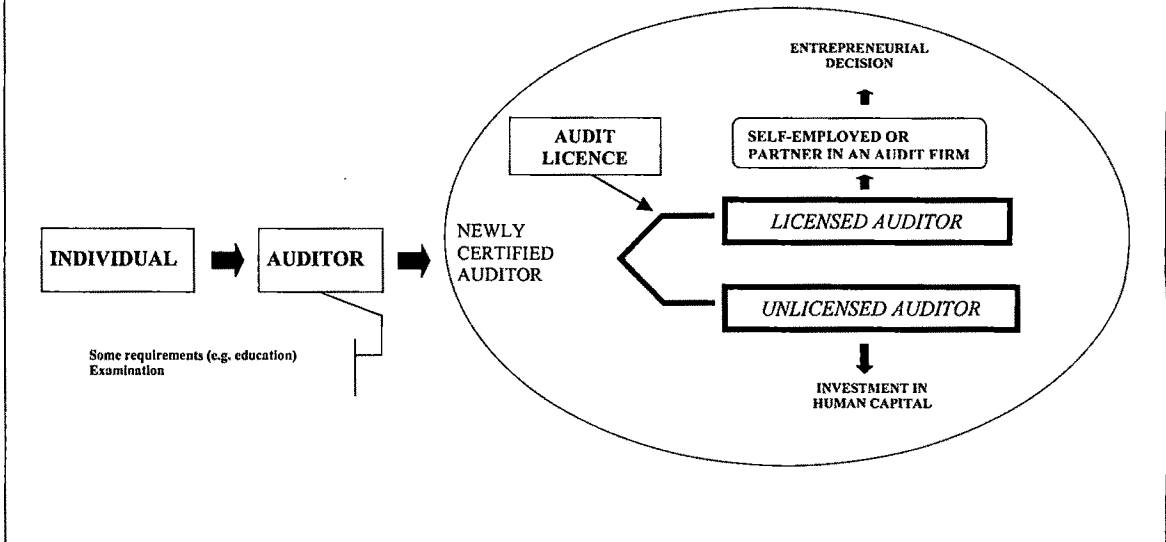 ENTREPRENEURIAL
DECISION
AUDIT
LICENCE
SELF-EMPLOYED OR
PARTNER IN AN AUDIT FIRM
LICENSED AUDITOR
NEWLY
CERTIFIED
AUDITOR
INDIVIDUAL
AUDITOR
UNLICENSED AUDITOR
Some requirements (e.g. education)
Examination
INVESTMENT IN
HUMAN CAPITAL